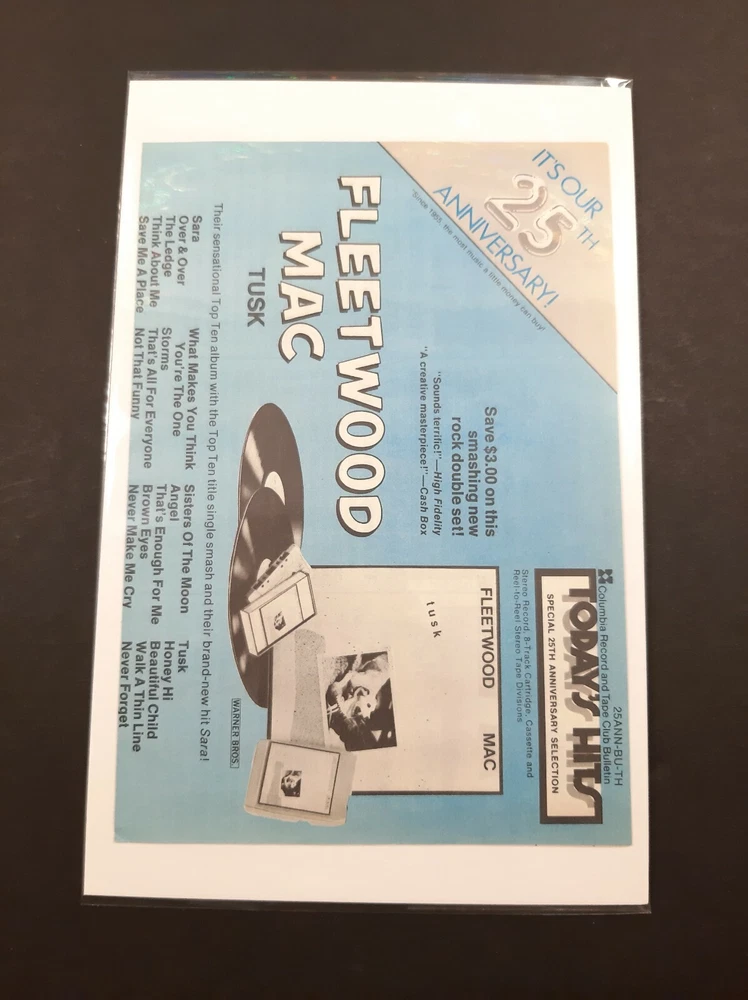 IT'S OUR
25TH
ANNIVERSARY!
"Since 1955, the most music a little money can buy!"
25ANN-BU-TH
Columbia Record and Tape Club Bulletin
TODAY'S HITS
SPECIAL 25TH ANNIVERSARY SELECTION
Stereo Record, 8-Track Cartridge, Cassette and
Reel-to-Reel Stereo Tape Divisions
Save $3.00 on this
smashing new
rock double set!
"Sounds terrific!"—High Fidelity
"A creative masterpiece!"—Cash Box
FLEETWOOD
MAC
TUSK
FLEETWOOD MAC
tusk
WARNER BROS.
Their sensational Top Ten album with the Top Ten title single smash and their brand-new hit Sara!
Sara
Over & Over
The Ledge
Think About Me
Save Me A Place
What Makes You Think
You're The One
Storms
That's All For Everyone
Not That Funny
Sisters Of The Moon
Angel
That's Enough For Me
Brown Eyes
Never Make Me Cry
Tusk
Honey Hi
Beautiful Child
Walk A Thin Line
Never Forget